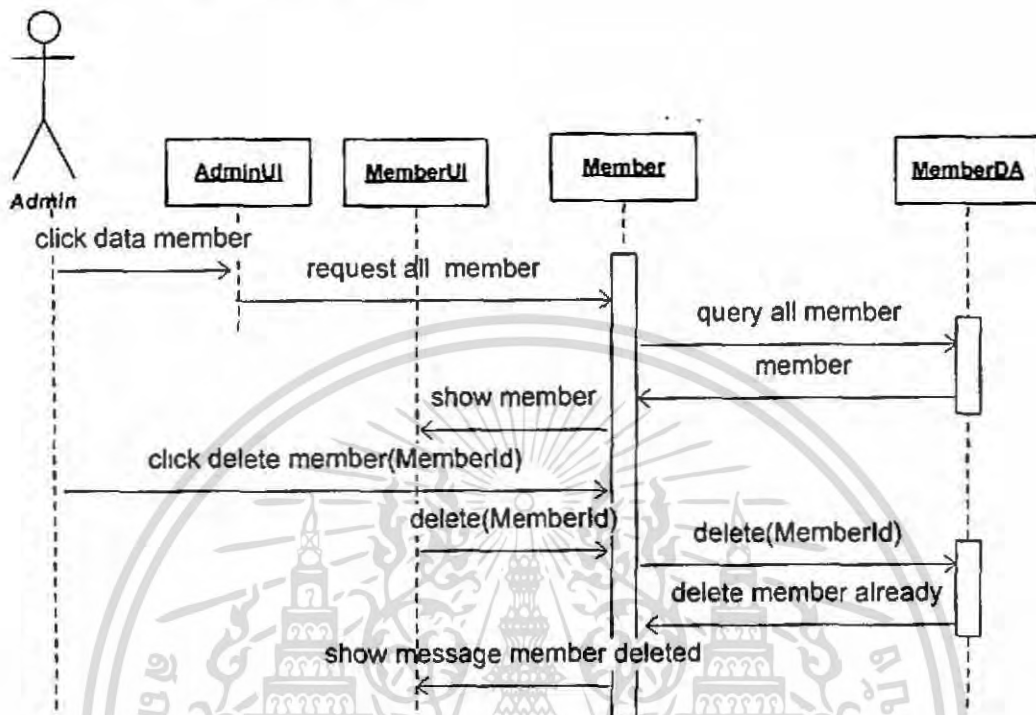 Admin
AdminUI
MemberUI
Member
MemberDA
click data member
request all member
query all member
member
show member
click delete member(MemberId)
delete(MemberId)
delete(MemberId)
delete member already
show message member deleted